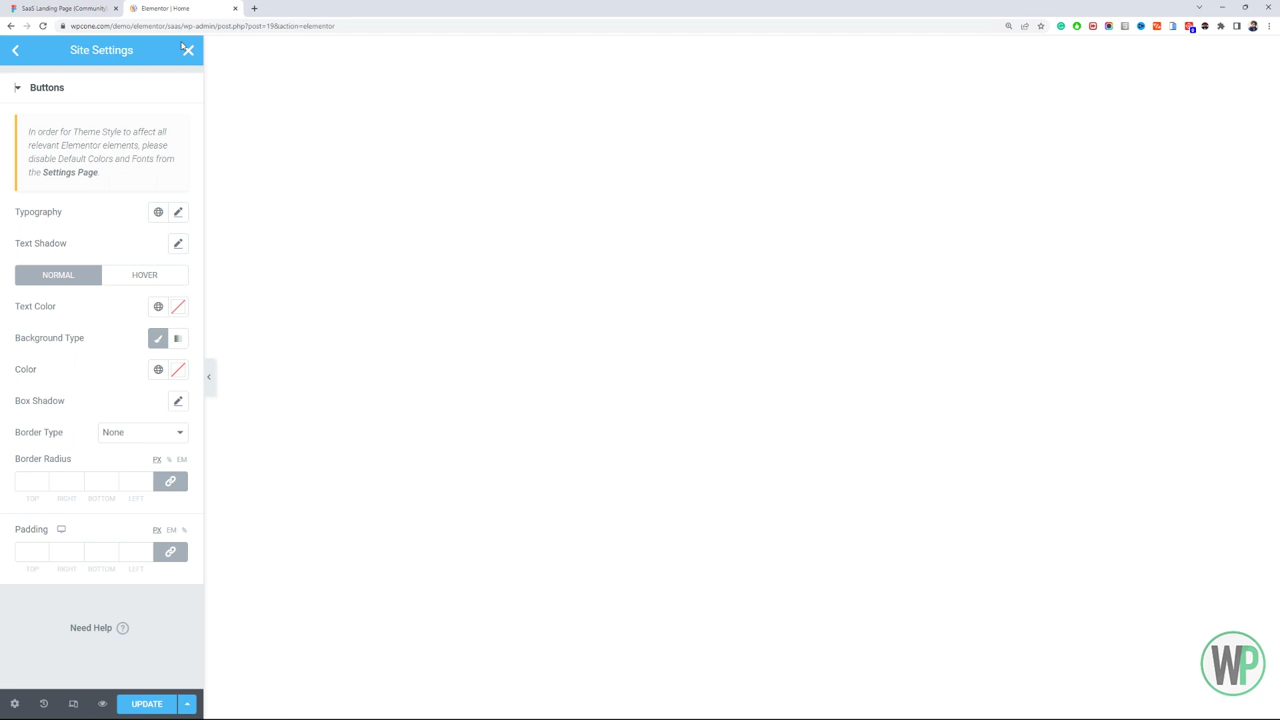 SaaS Landing Page (Community)
Elementor | Home
wpcone.com/demo/elementor/saas/wp-admin/post.php?post=19&action=elementor
Site Settings
Buttons
In order for Theme Style to affect all
relevant Elementor elements, please
disable Default Colors and Fonts from
the Settings Page.
Typography
Text Shadow
NORMAL HOVER
Text Color
Background Type
Color
Box Shadow
Border Type None
Border Radius PX % EM
TOP RIGHT BOTTOM LEFT
Padding PX EM %
TOP RIGHT BOTTOM LEFT
Need Help ?
UPDATE
WP